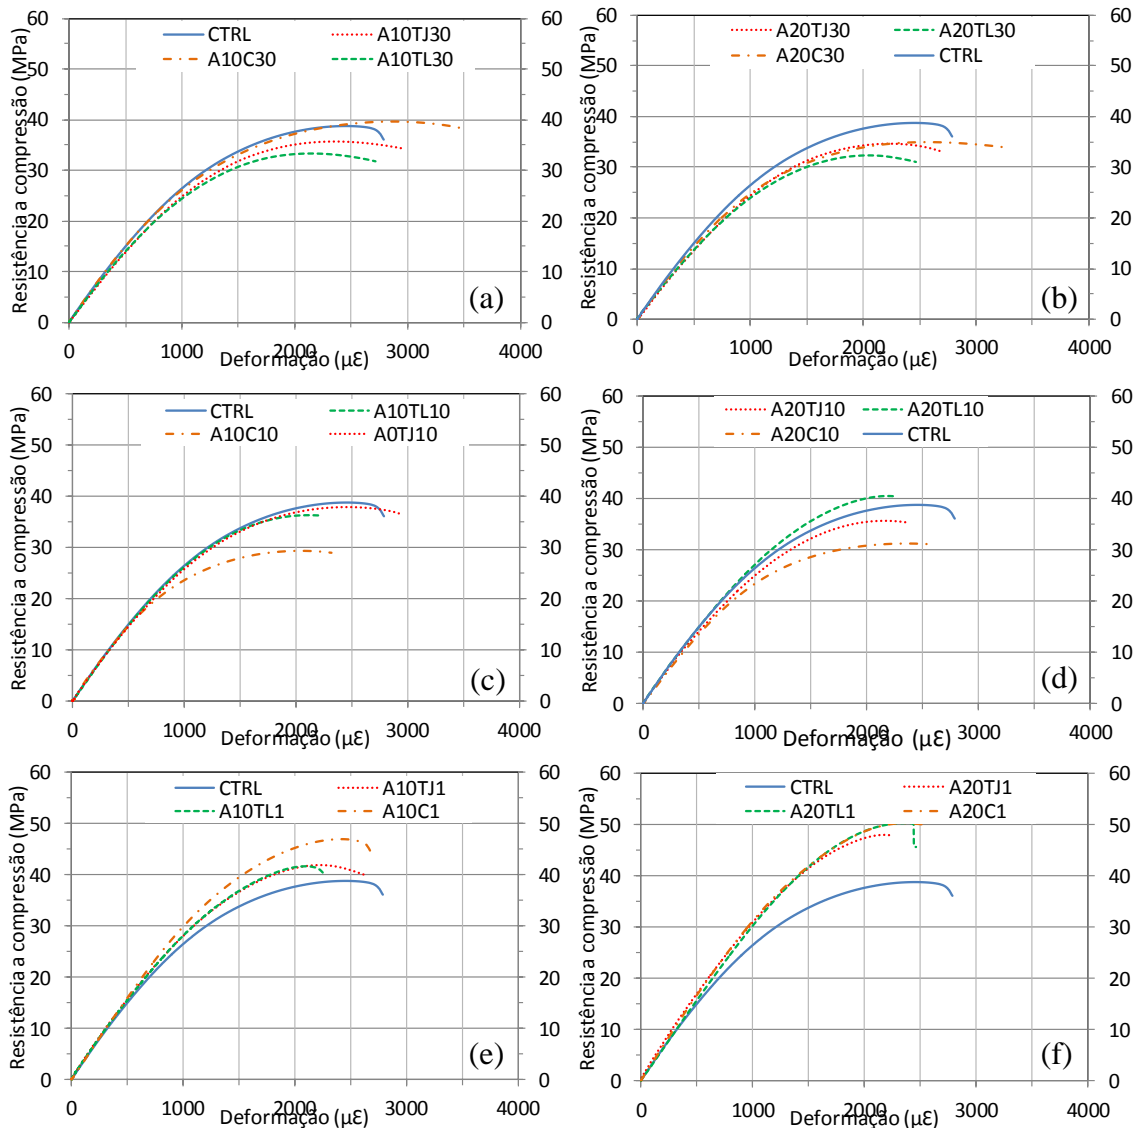 CTRL A10TJ30
A10C30 A10TL30
Resistência a compressão (MPa)
60 50 40 30 20 10 0
60 50 40 30 20 10 0
(a)
0 1000 2000 3000 4000
Deformação (µƐ)
A20TJ30 A20TL30
A20C30 CTRL
Resistência a compressão (MPa)
60 50 40 30 20 10 0
60 50 40 30 20 10 0
(b)
0 1000 2000 3000 4000
Deformação (µƐ)
CTRL A10TL10
A10C10 A0TJ10
Resistência a compressão (MPa)
60 50 40 30 20 10 0
60 50 40 30 20 10 0
(c)
0 1000 2000 3000 4000
Deformação (µƐ)
A20TJ10 A20TL10
A20C10 CTRL
Resistência a compressão (MPa)
60 50 40 30 20 10 0
60 50 40 30 20 10 0
(d)
0 1000 2000 3000 4000
Deformação (µƐ)
CTRL A10TJ1
A10TL1 A10C1
Resistência a compressão (MPa)
60 50 40 30 20 10 0
60 50 40 30 20 10 0
(e)
0 1000 2000 3000 4000
Deformação (µƐ)
CTRL A20TJ1
A20TL1 A20C1
Resistência a compressão (MPa)
60 50 40 30 20 10 0
60 50 40 30 20 10 0
(f)
0 1000 2000 3000 4000
Deformação (µƐ)